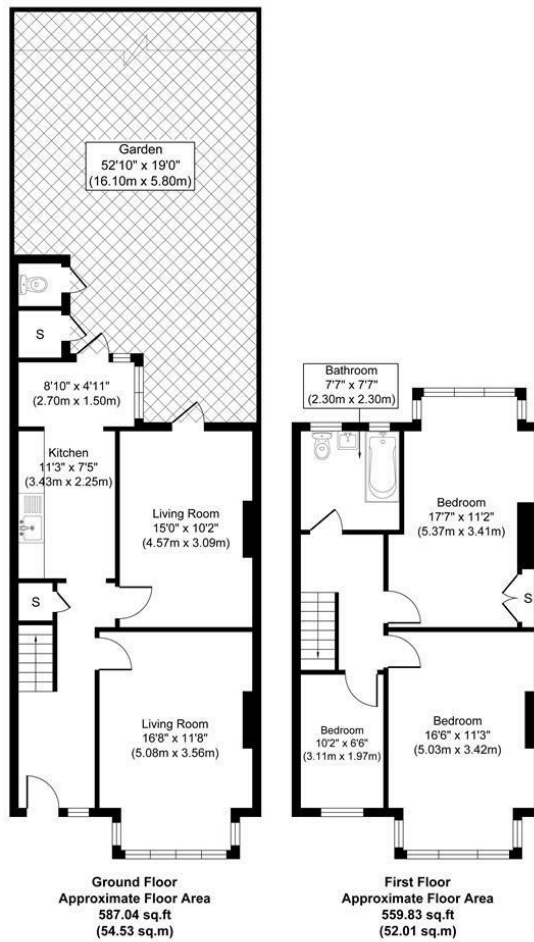 Garden
52'10" x 19'0"
(16.10m x 5.80m)
S
8'10" x 4'11"
(2.70m x 1.50m)
Kitchen
11'3" x 7'5"
(3.43m x 2.25m)
Living Room
15'0" x 10'2"
(4.57m x 3.09m)
S
Living Room
16'8" x 11'8"
(5.08m x 3.56m)
Ground Floor
Approximate Floor Area
587.04 sq.ft
(54.53 sq.m)
Bathroom
7'7" x 7'7"
(2.30m x 2.30m)
Bedroom
17'7" x 11'2"
(5.37m x 3.41m)
S
Bedroom
10'2" x 6'6"
(3.11m x 1.97m)
Bedroom
16'6" x 11'3"
(5.03m x 3.42m)
First Floor
Approximate Floor Area
559.83 sq.ft
(52.01 sq.m)